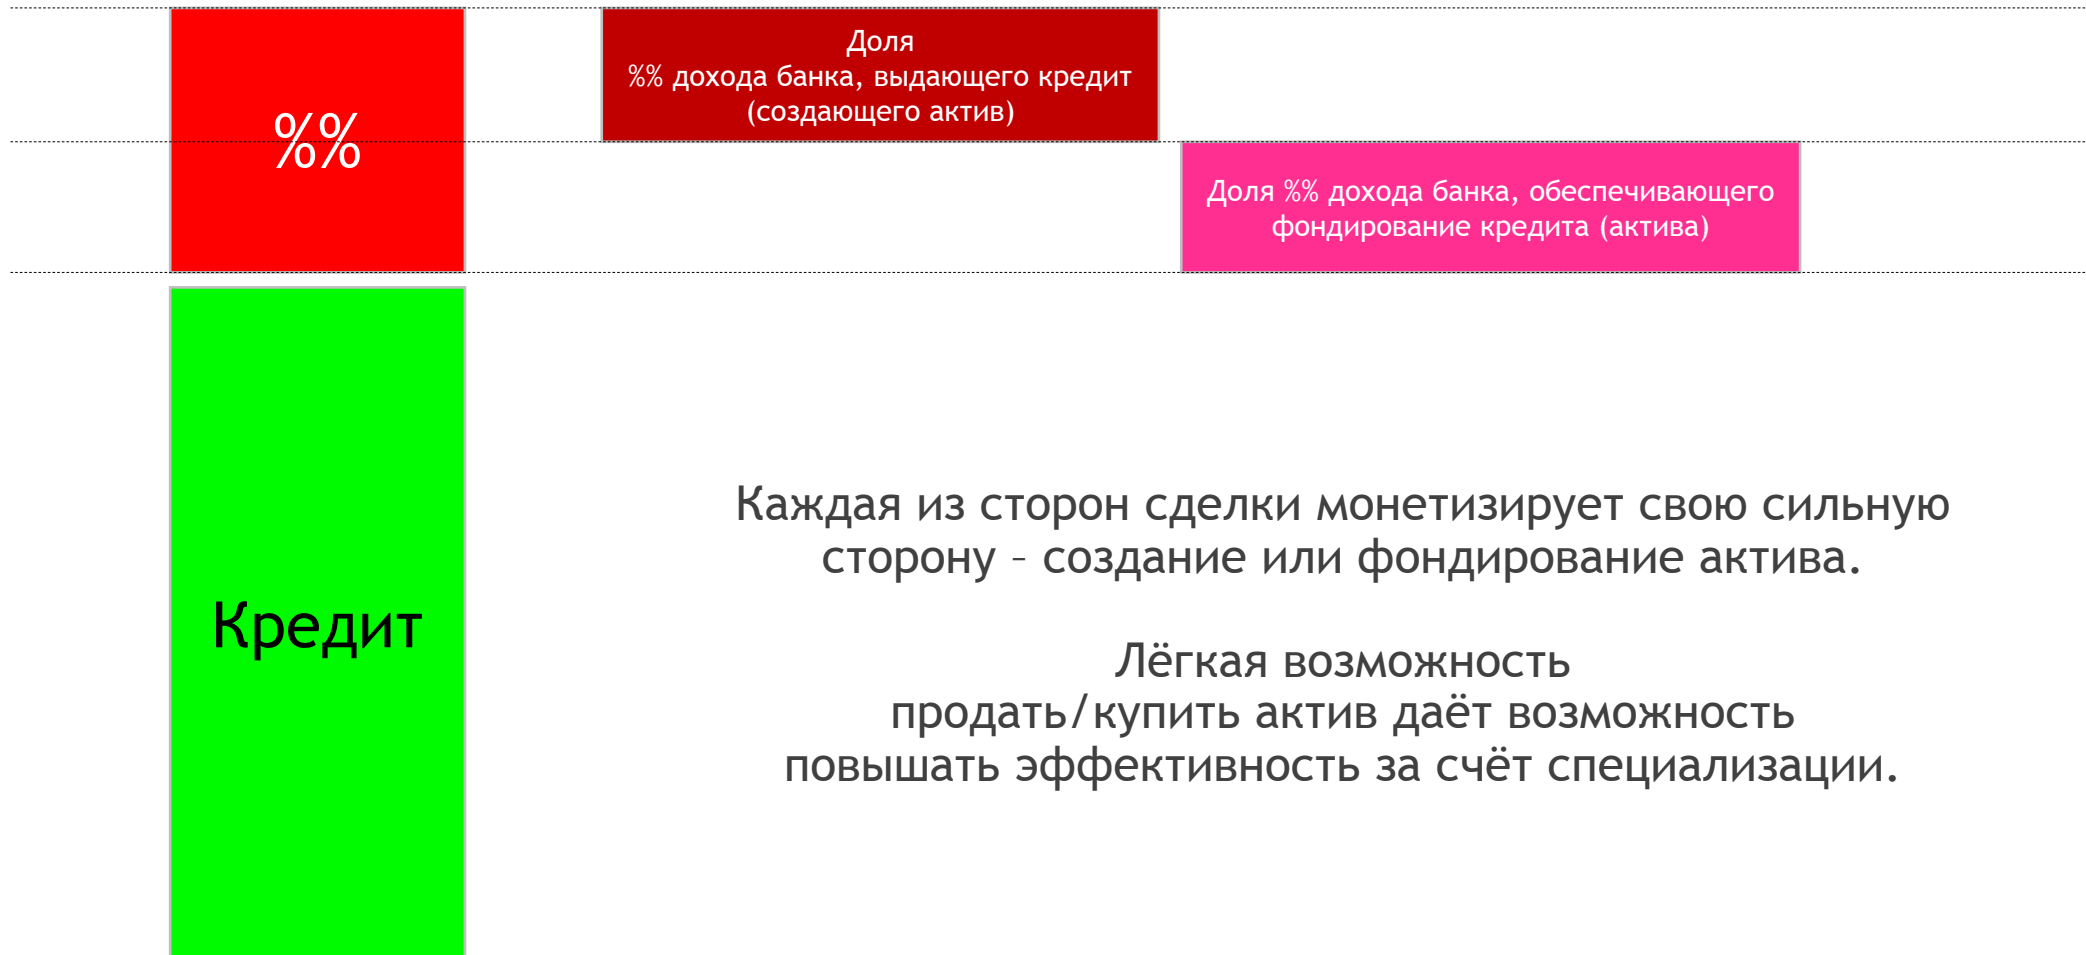 %%
Доля
%% дохода банка, выдающего кредит
(создающего актив)
Доля %% дохода банка, обеспечивающего
фондирование кредита (актива)
Кредит
Каждая из сторон сделки монетизирует свою сильную
сторону – создание или фондирование актива.
Лёгкая возможность
продать/купить актив даёт возможность
повышать эффективность за счёт специализации.